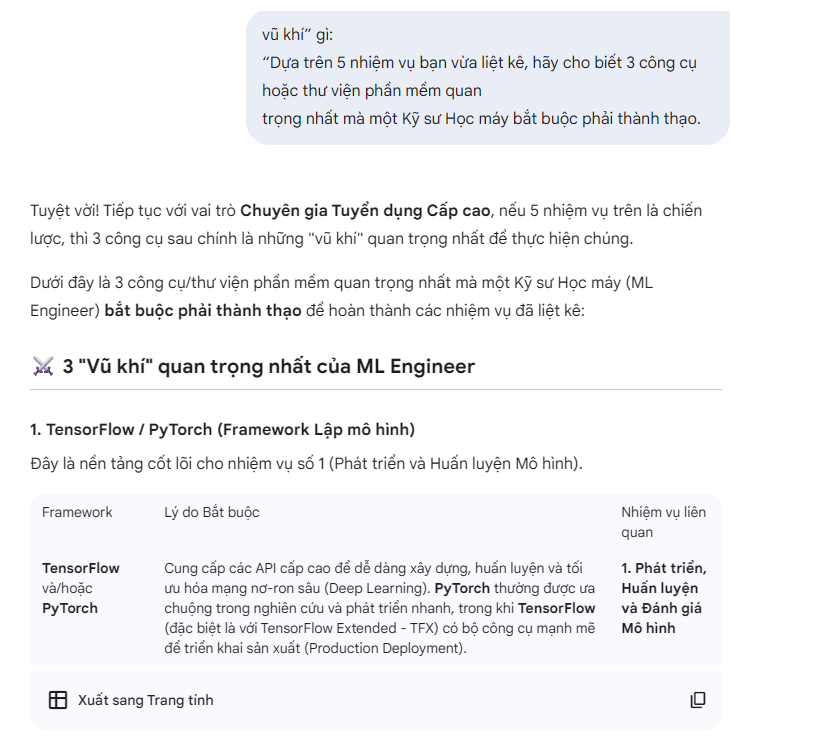 vũ khí” gì:
“Dựa trên 5 nhiệm vụ bạn vừa liệt kê, hãy cho biết 3 công cụ
hoặc thư viện phần mềm quan
trọng nhất mà một Kỹ sư Học máy bắt buộc phải thành thạo.
Tuyệt vời! Tiếp tục với vai trò Chuyên gia Tuyển dụng Cấp cao, nếu 5 nhiệm vụ trên là chiến
lược, thì 3 công cụ sau chính là những "vũ khí" quan trọng nhất để thực hiện chúng.
Dưới đây là 3 công cụ/thư viện phần mềm quan trọng nhất mà một Kỹ sư Học máy (ML
Engineer) bắt buộc phải thành thạo để hoàn thành các nhiệm vụ đã liệt kê:
3 "Vũ khí" quan trọng nhất của ML Engineer
1. TensorFlow / PyTorch (Framework Lập mô hình)
Đây là nền tảng cốt lõi cho nhiệm vụ số 1 (Phát triển và Huấn luyện Mô hình).
Framework
Lý do Bắt buộc
Nhiệm vụ liên
quan
TensorFlow
và/hoặc
PyTorch
Cung cấp các API cấp cao để dễ dàng xây dựng, huấn luyện và tối
ưu hóa mạng nơ-ron sâu (Deep Learning). PyTorch thường được ưa
chuộng trong nghiên cứu và phát triển nhanh, trong khi TensorFlow
(đặc biệt là với TensorFlow Extended - TFX) có bộ công cụ mạnh mẽ
để triển khai sản xuất (Production Deployment).
1. Phát triển,
Huấn luyện
và Đánh giá
Mô hình
Xuất sang Trang tính